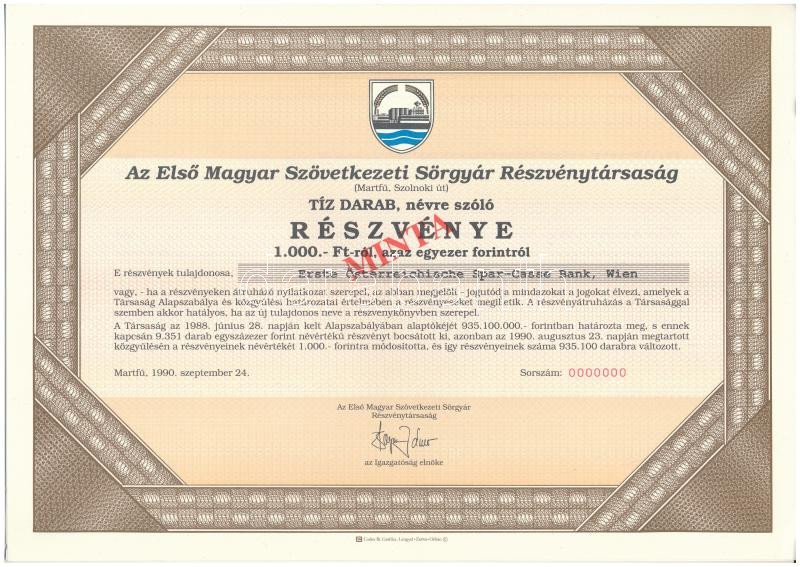 Az Első Magyar Szövetkezeti Sörgyár Részvénytársaság
(Martfű, Szolnoki út)
TÍZ DARAB, névre szóló
RÉSZVÉNYE
MINTA
1.000.- Ft-ról, azaz egyezer forintról
E részvények tulajdonosa, Erste Österreichische Spar-Casse Bank, Wien
vagy, - ha a részvényeken átruházó nyilatkozat szerepel, az abban megjelölt - jogutód a mindazokat a jogokat élvezi, amelyek a
Társaság Alapszabálya és közgyűlési határozatai értelmében a részvényeseket megilletik. A részvényátruházás a Társasággal
szemben akkor hatályos, ha az új tulajdonos neve a részvénykönyvben szerepel.
A Társaság az 1988. június 28. napján kelt Alapszabályában alaptőkéjét 935.100.000.- forintban határozta meg, s ennek
kapcsán 9.351 darab egyszázezer forint névértékű részvényt bocsátott ki, azonban az 1990. augusztus 23. napján megtartott
közgyűlésén a részvényeinek névértékét 1.000.- forintra módosította, és így részvényeinek száma 935.100 darabra változott.
Martfű, 1990. szeptember 24. Sorszám: 0000000
Az Első Magyar Szövetkezeti Sörgyár
Részvénytársaság
az Igazgatóság elnöke